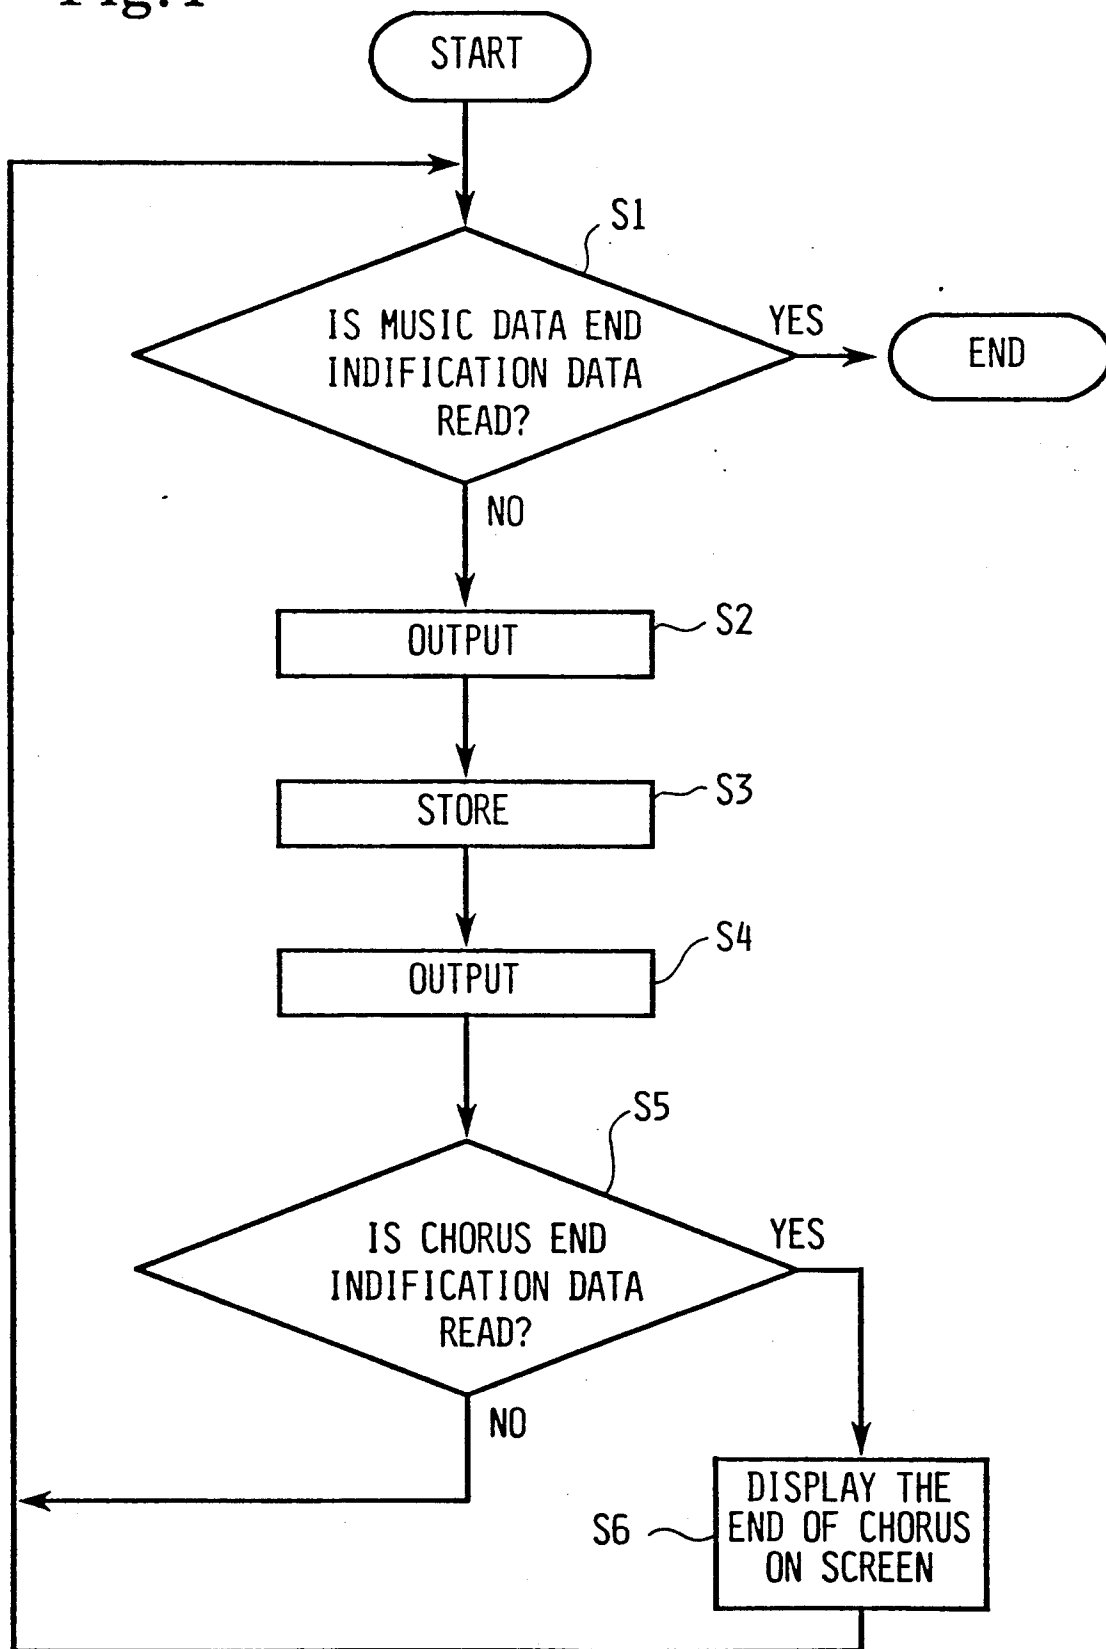 START
S1
IS MUSIC DATA END
INDIFICATION DATA
READ?
YES
END
NO
OUTPUT
S2
STORE
S3
OUTPUT
S4
S5
IS CHORUS END
INDIFICATION DATA
READ?
YES
NO
DISPLAY THE
END OF CHORUS
ON SCREEN
S6